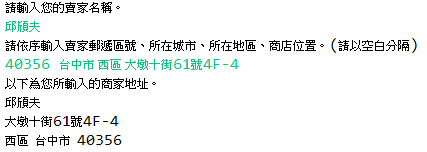 請輸入您的賣家名稱。
邱頎夫
請依序輸入賣家郵遞區號、所在城市、所在地區、商店位置。(請以空白分隔)
40356 台中市 西區 大墩十街61號4F-4
以下為您所輸入的商家地址。
邱頎夫
大墩十街61號4F-4
西區 台中市 40356